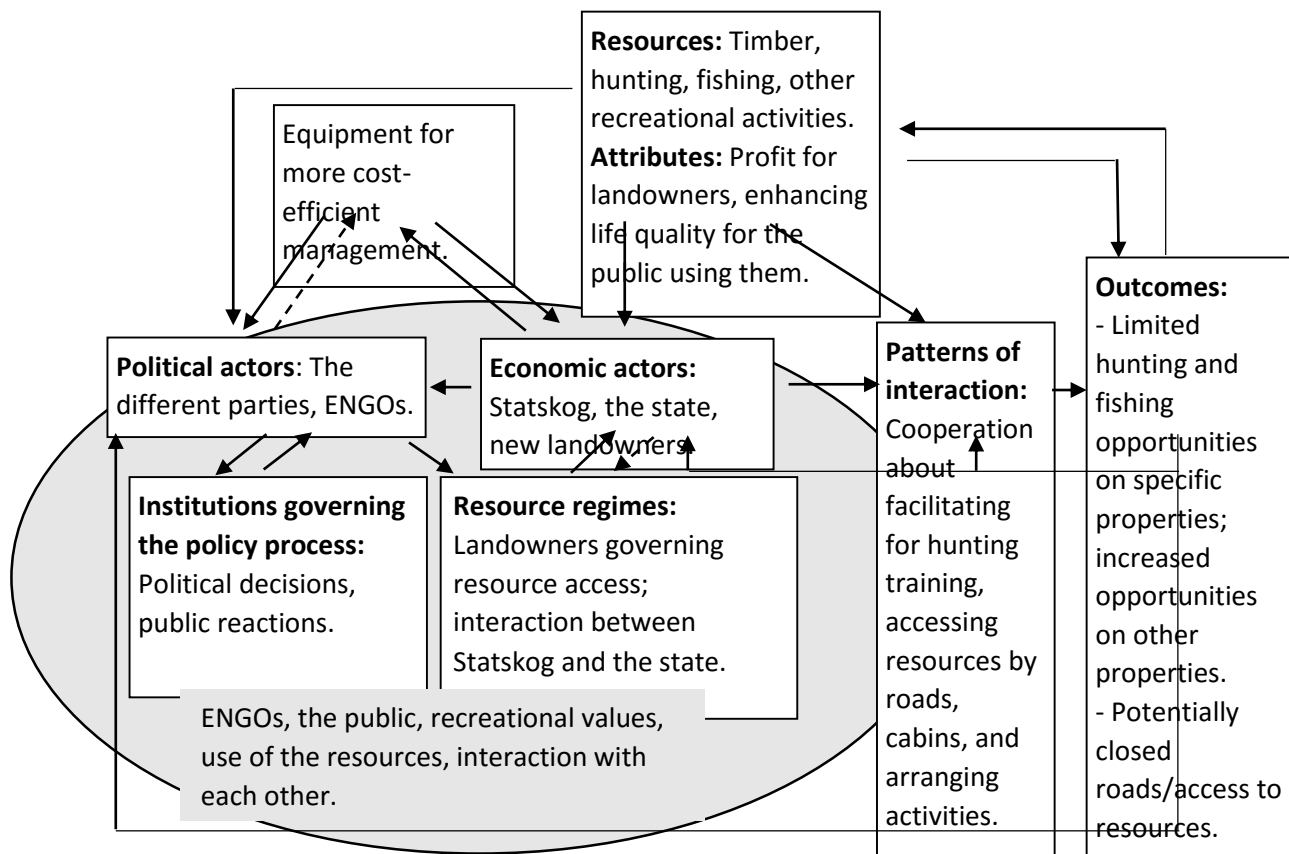 Resources: Timber,
hunting, fishing, other
recreational activities.
Attributes: Profit for
landowners, enhancing
life quality for the
public using them.
Equipment for
more cost-
efficient
management.
Political actors: The
different parties, ENGOs.
Economic actors:
Statskog, the state,
new landowners
Patterns of
interaction:
Cooperation
about
facilitating
for hunting
training,
accessing
resources by
roads,
cabins, and
arranging
activities.
Outcomes:
- Limited
hunting and
fishing
opportunities
on specific
properties;
increased
opportunities
on other
properties.
- Potentially
closed
roads/access to
resources.
Institutions governing
the policy process:
Political decisions,
public reactions.
Resource regimes:
Landowners governing
resource access;
interaction between
Statskog and the state.
ENGOs, the public, recreational values,
use of the resources, interaction with
each other.